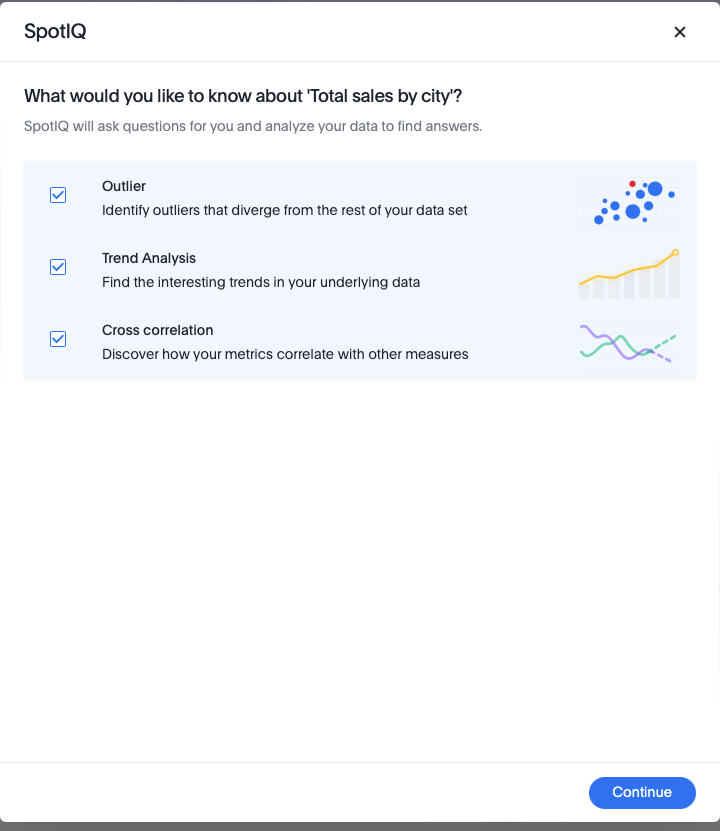 SpotIQ
What would you like to know about 'Total sales by city'?
SpotIQ will ask questions for you and analyze your data to find answers.
Outlier
Identify outliers that diverge from the rest of your data set
Trend Analysis
Find the interesting trends in your underlying data
Cross correlation
Discover how your metrics correlate with other measures
Continue